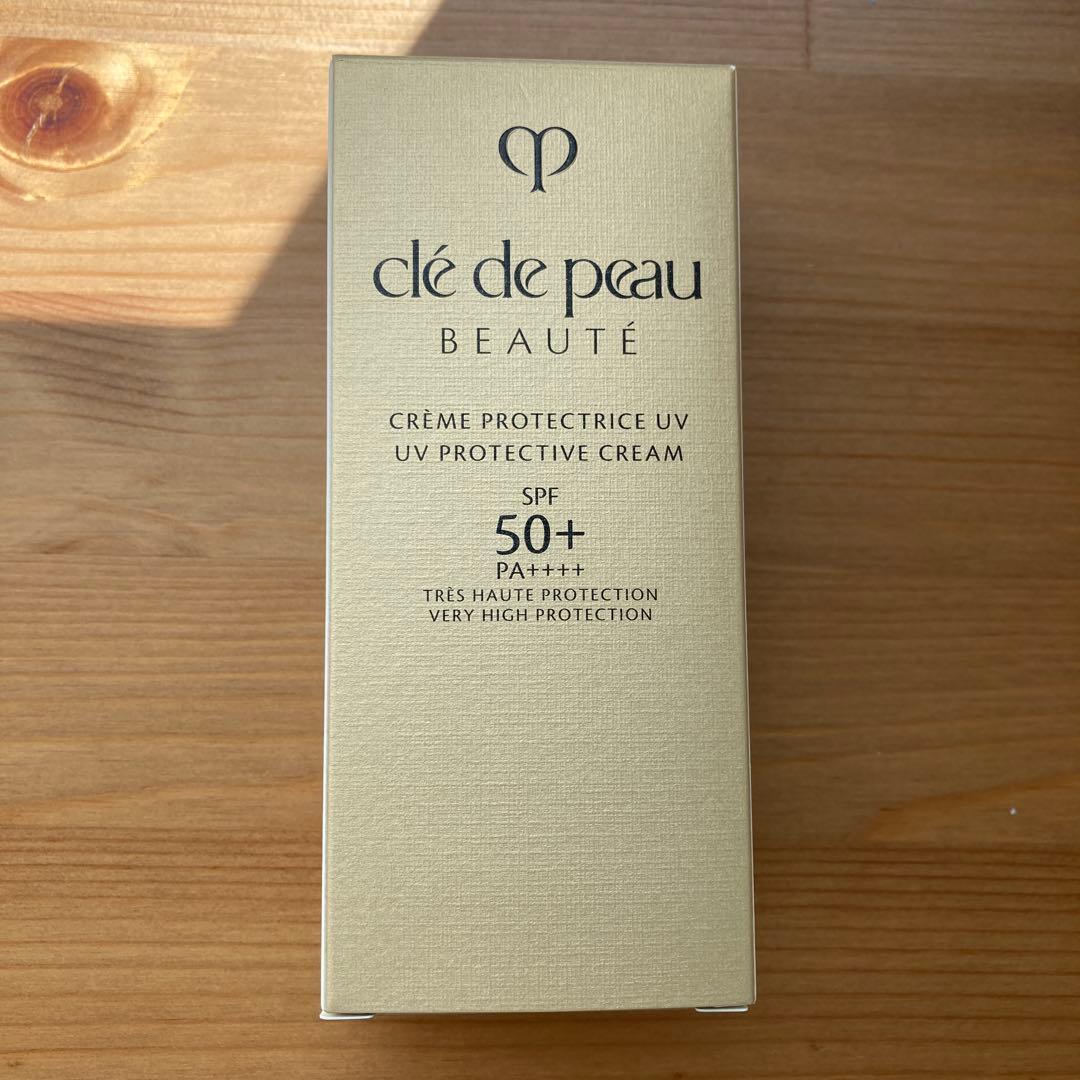 clé de peau
BEAUTÉ
CRÈME PROTECTRICE UV
UV PROTECTIVE CREAM
SPF
50+
PA++++
TRÈS HAUTE PROTECTION
VERY HIGH PROTECTION